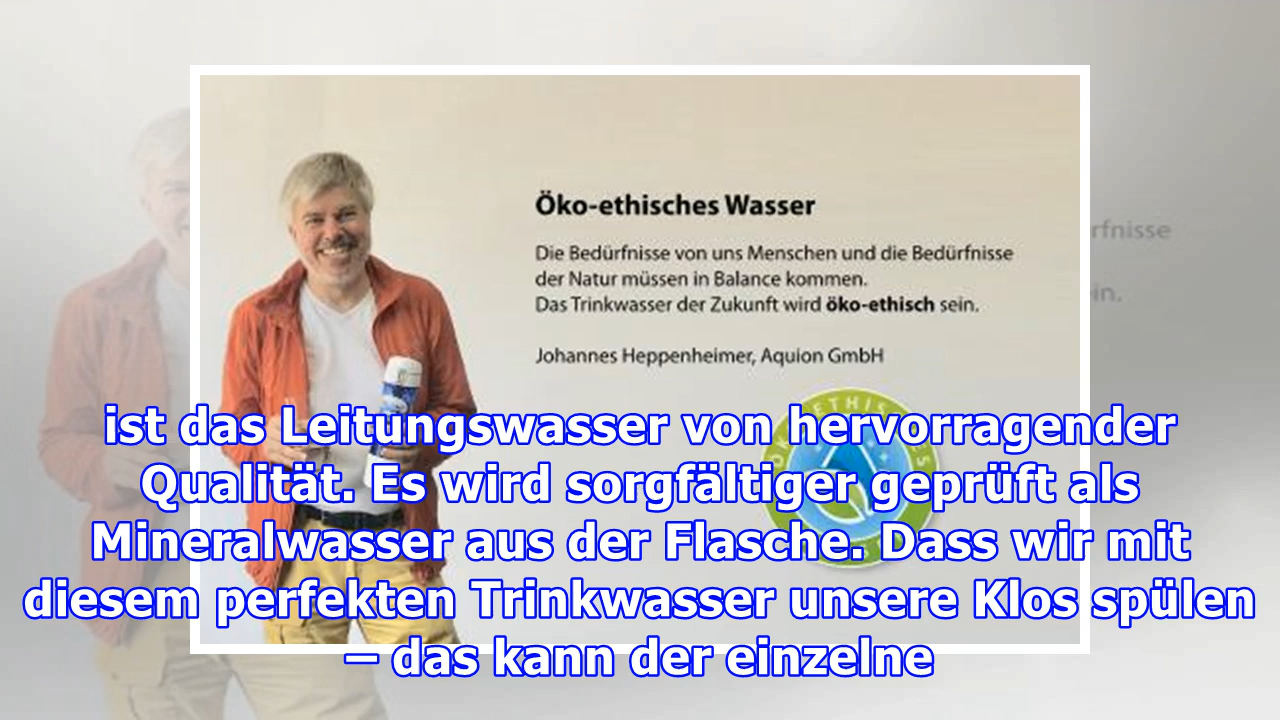 Öko-ethisches Wasser
Die Bedürfnisse von uns Menschen und die Bedürfnisse
der Natur müssen in Balance kommen.
Das Trinkwasser der Zukunft wird öko-ethisch sein.
Johannes Heppenheimer, Aquion GmbH
rfnisse
in.
ist das Leitungswasser von hervorragender
Qualität. Es wird sorgfältiger geprüft als
Mineralwasser aus der Flasche. Dass wir mit
diesem perfekten Trinkwasser unsere Klos spülen
– das kann der einzelne